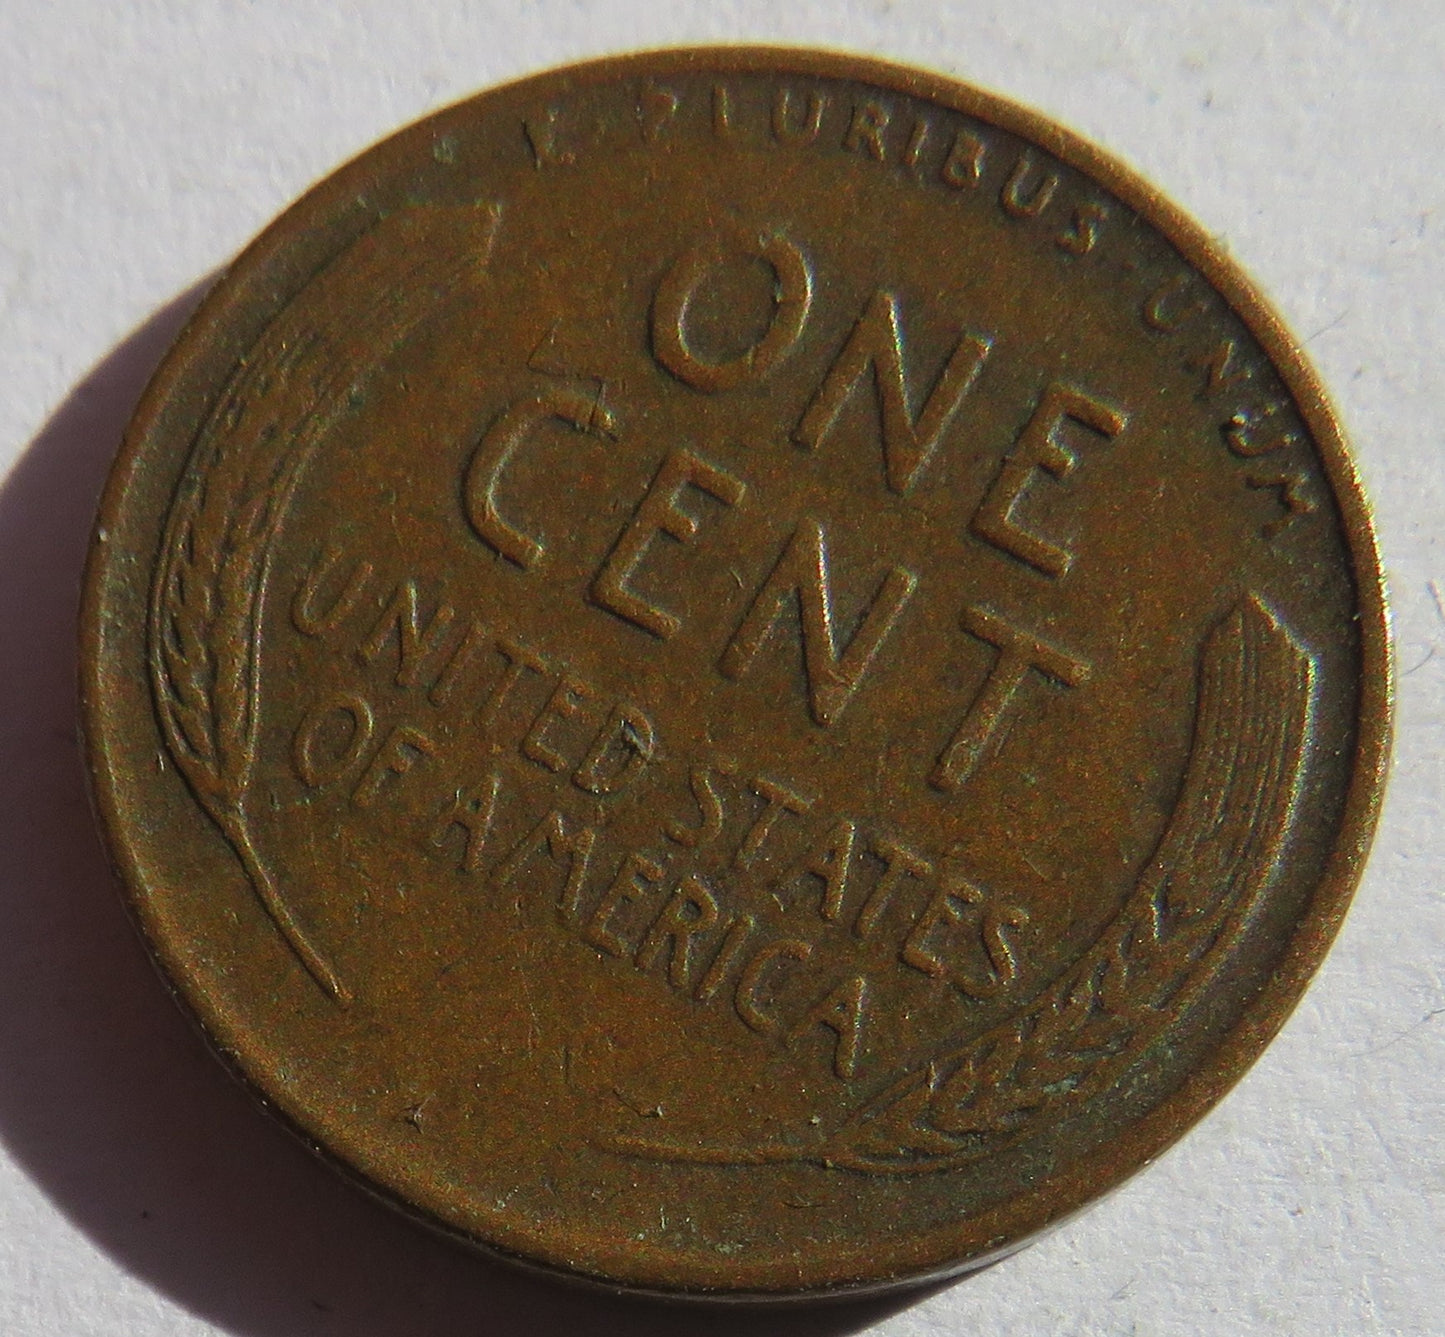 E · PLURIBUS · UNUM
ONE
CENT
UNITED STATES
OF AMERICA